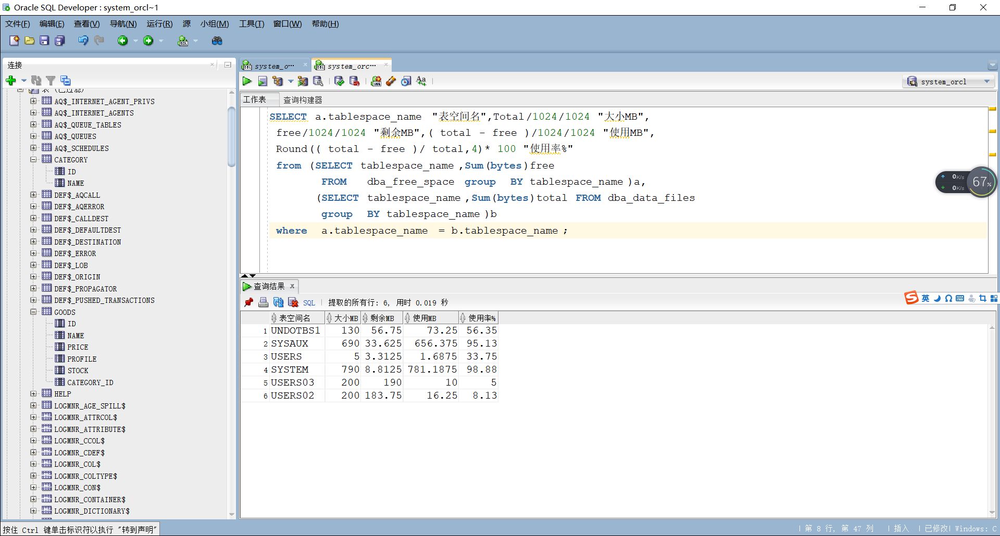 Oracle SQL Developer : system_orcl~1
文件(F) 编辑(E) 查看(V) 导航(N) 运行(R) 源 小组(M) 工具(T) 窗口(W) 帮助(H)
连接
表 (已过滤)
AQ$_INTERNET_AGENT_PRIVS
AQ$_INTERNET_AGENTS
AQ$_QUEUE_TABLES
AQ$_QUEUES
AQ$_SCHEDULES
CATEGORY
ID
NAME
DEF$_AQCALL
DEF$_AQERROR
DEF$_CALLDEST
DEF$_DEFAULTDEST
DEF$_DESTINATION
DEF$_ERROR
DEF$_LOB
DEF$_ORIGIN
DEF$_PROPAGATOR
DEF$_PUSHED_TRANSACTIONS
GOODS
ID
NAME
PRICE
PROFILE
STOCK
CATEGORY_ID
HELP
LOGMNR_AGE_SPILL$
LOGMNR_ATTRCOL$
LOGMNR_ATTRIBUTE$
LOGMNR_CCOL$
LOGMNR_CDEF$
LOGMNR_COL$
LOGMNR_COLTYPE$
LOGMNR_CON$
LOGMNR_CONTAINER$
LOGMNR_DICTIONARY$
system_o… system_orc…
system_orcl
工作表 查询构建器
SELECT a.tablespace_name "表空间名",Total/1024/1024 "大小MB",
free/1024/1024 "剩余MB",( total - free )/1024/1024 "使用MB",
Round(( total - free )/ total,4)* 100 "使用率%"
from (SELECT tablespace_name ,Sum(bytes)free
FROM dba_free_space group BY tablespace_name )a,
(SELECT tablespace_name ,Sum(bytes)total FROM dba_data_files
group BY tablespace_name )b
where a.tablespace_name = b.tablespace_name ;
0K/s
0K/s
67%
查询结果
SQL 提取的所有行: 6, 用时 0.019 秒
S 英
表空间名 大小MB 剩余MB 使用MB 使用率%
1 UNDOTBS1 130 56.75 73.25 56.35
2 SYSAUX 690 33.625 656.375 95.13
3 USERS 5 3.3125 1.6875 33.75
4 SYSTEM 790 8.8125 781.1875 98.88
5 USERS03 200 190 10 5
6 USERS02 200 183.75 16.25 8.13
按住 Ctrl 键单击标识符以执行 "转到声明"
第 8 行, 第 47 列 | 插入 | 已修改| Windows: C